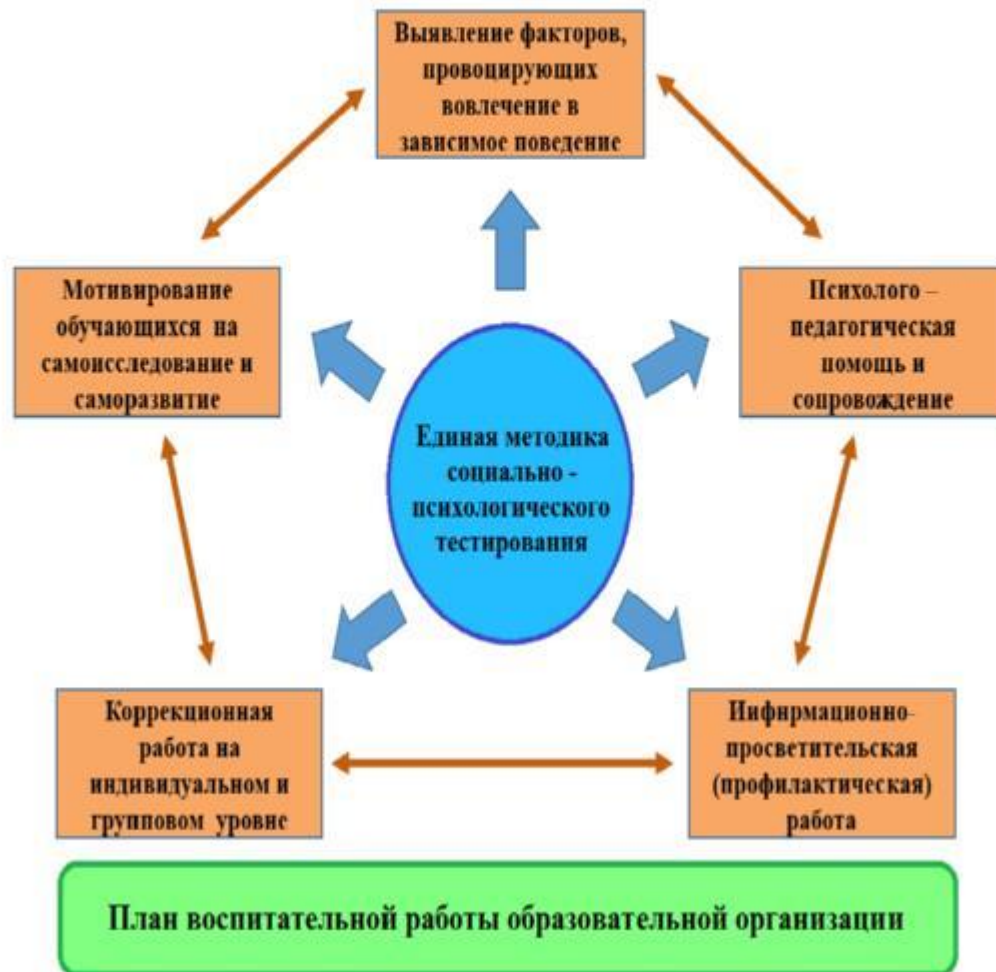 Выявление факторов,
провоцирующих
вовлечение в
зависимое поведение
Мотивирование
обучающихся на
самоисследование и
саморазвитие
Психолого –
педагогическая
помощь и
сопровождение
Единая методика
социально -
психологического
тестирования
Коррекционная
работа на
индивидуальном и
групповом уровне
Инфирмационно-
просветительская
(профилактическая)
работа
План воспитательной работы образовательной организации